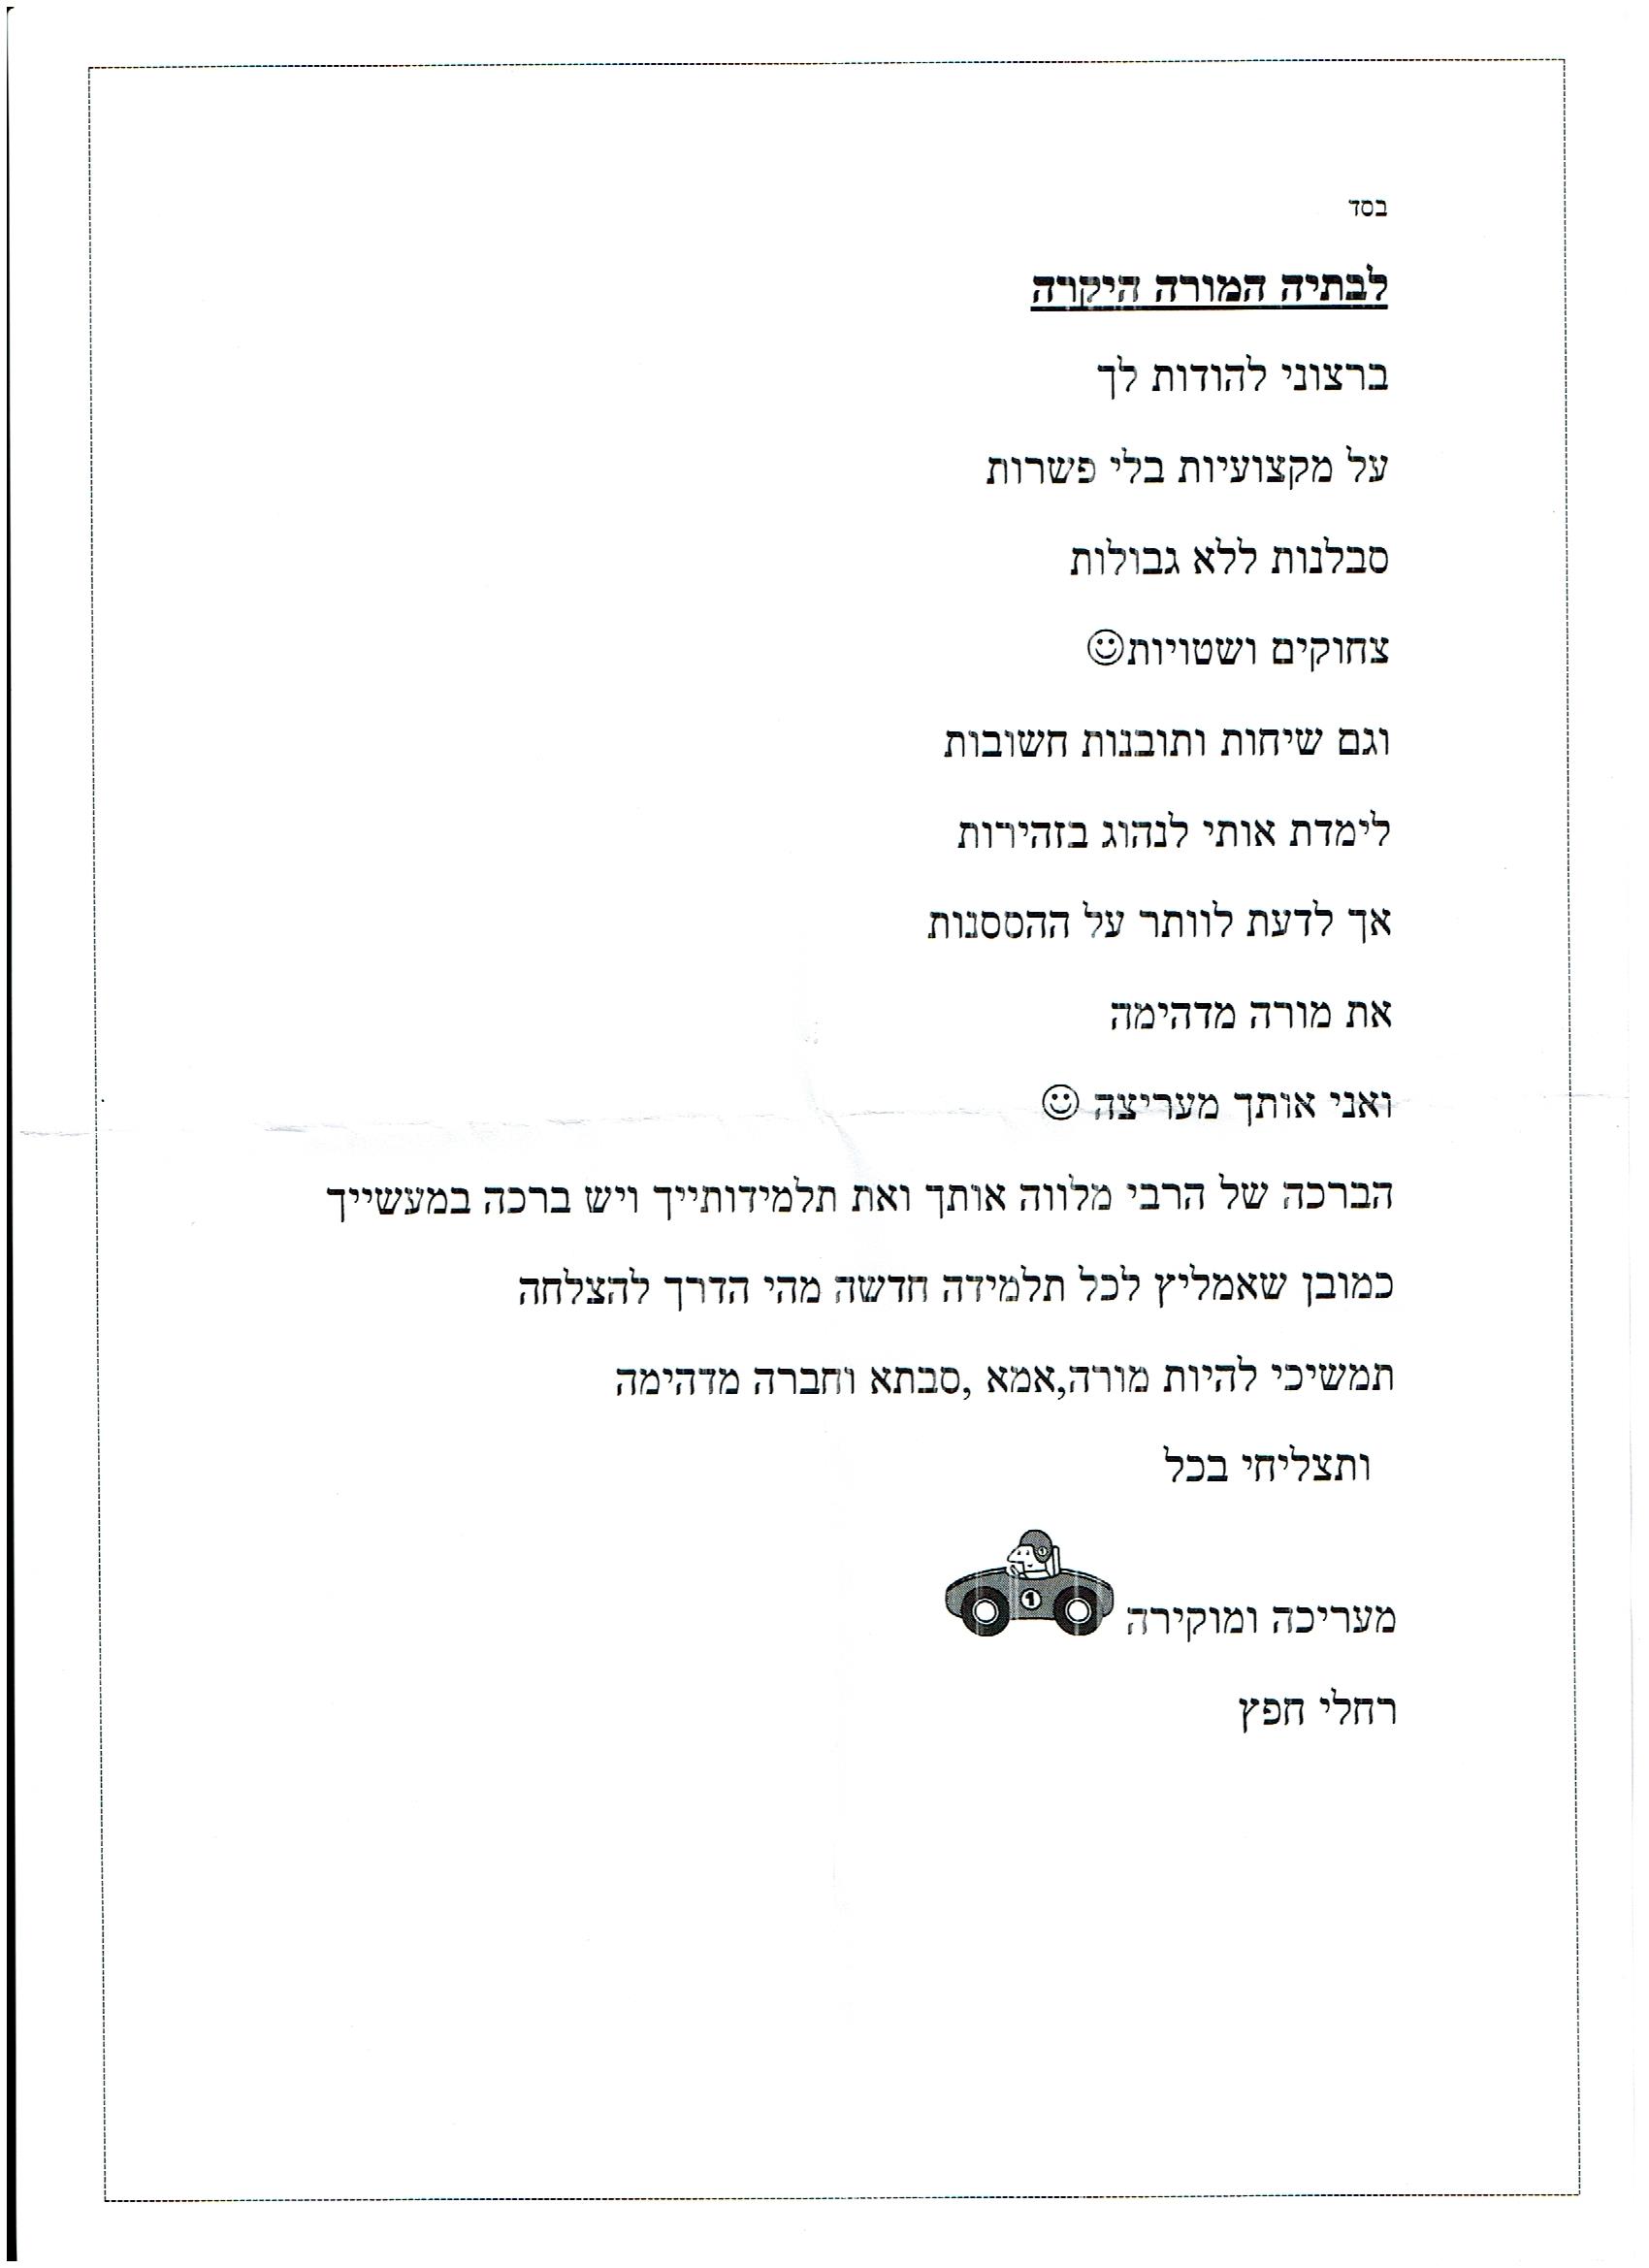 בסד
לבתיה המורה היקרה
ברצוני להודות לך
על מקצועיות בלי פשרות
סבלנות ללא גבולות
צחוקים ושטויות☺
וגם שיחות ותובנות חשובות
לימדת אותי לנהוג בזהירות
אך לדעת לוותר על ההססנות
את מורה מדהימה
ואני אותך מעריצה ☺
הברכה של הרבי מלווה אותך ואת תלמידותייך ויש ברכה במעשייך
כמובן שאמליץ לכל תלמידה חדשה מהי הדרך להצלחה
תמשיכי להיות מורה,אמא ,סבתא וחברה מדהימה
ותצליחי בכל
מעריכה ומוקירה
1
רחלי חפץ